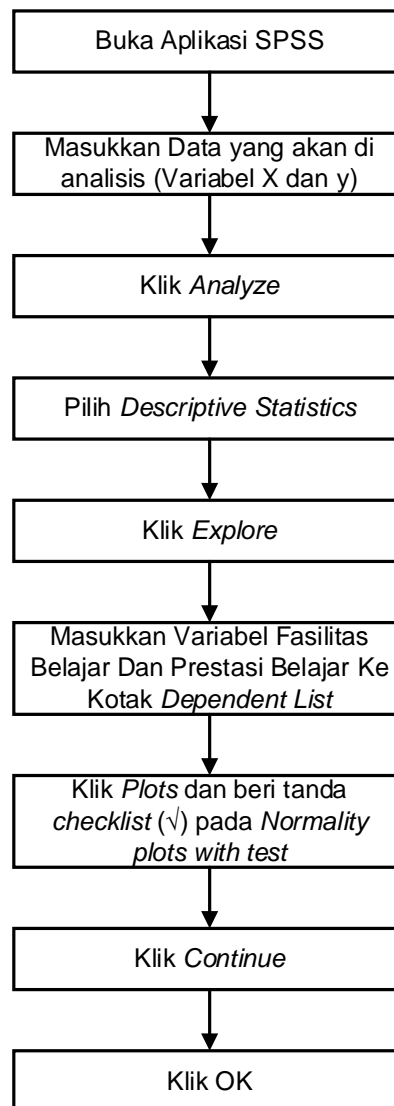 Buka Aplikasi SPSS
Masukkan Data yang akan di
analisis (Variabel X dan y)
Klik Analyze
Pilih Descriptive Statistics
Klik Explore
Masukkan Variabel Fasilitas
Belajar Dan Prestasi Belajar Ke
Kotak Dependent List
Klik Plots dan beri tanda
checklist (√) pada Normality
plots with test
Klik Continue
Klik OK